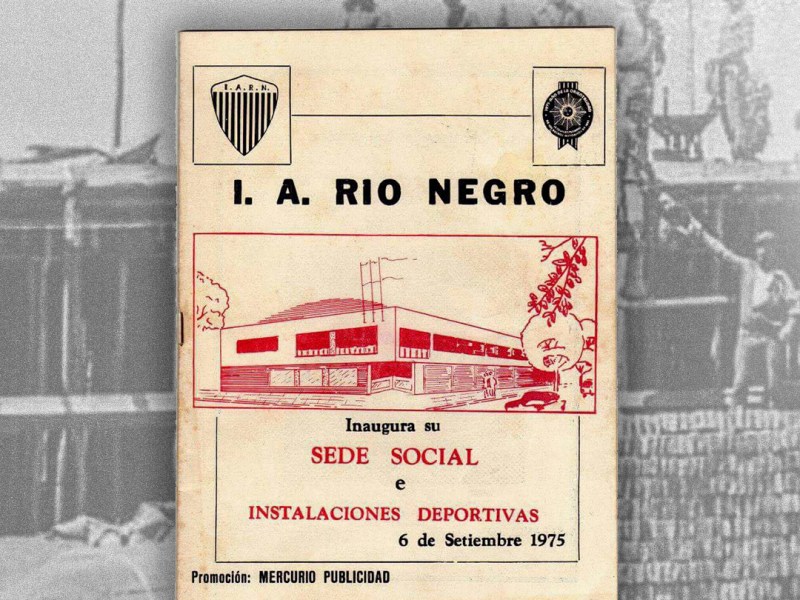 I. A. R. N.
I. A. RIO NEGRO
Inaugura su
SEDE SOCIAL
e
INSTALACIONES DEPORTIVAS
6 de Setiembre 1975
Promoción: MERCURIO PUBLICIDAD